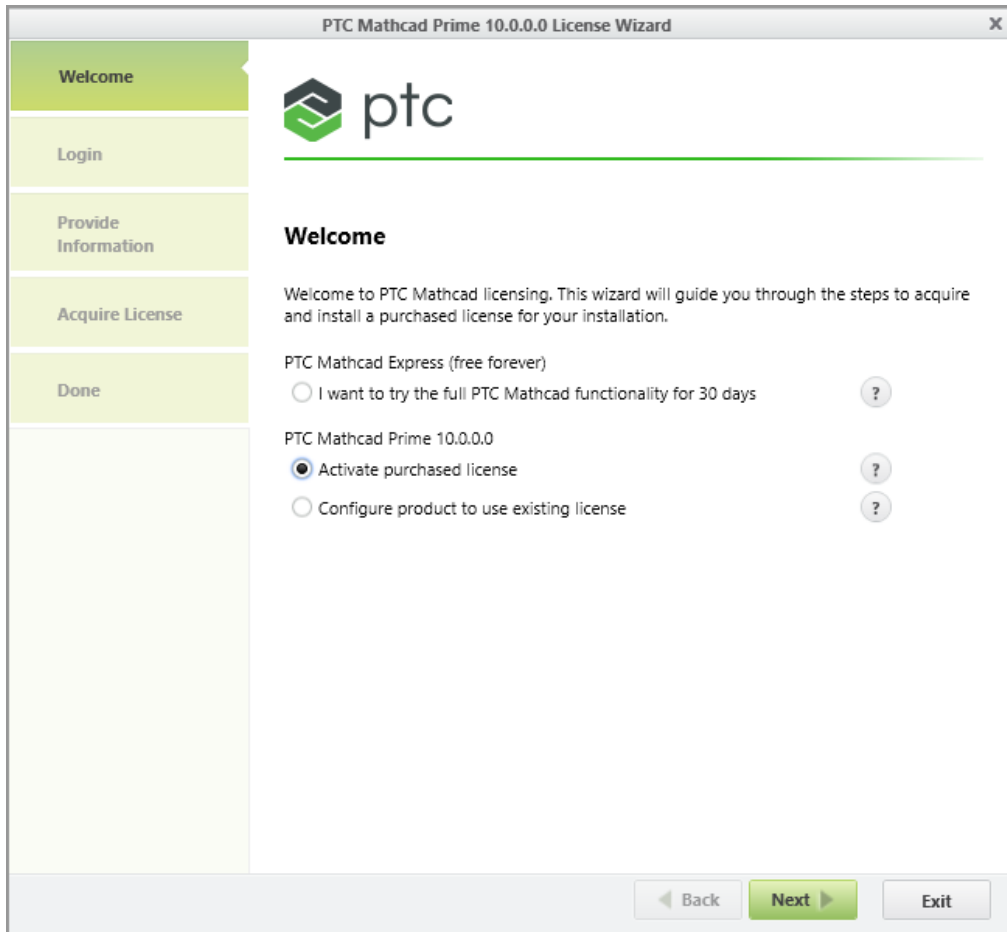 PTC Mathcad Prime 10.0.0.0 License Wizard
X
Welcome
Login
Provide
Information
Acquire License
Done
ptc
Welcome
Welcome to PTC Mathcad licensing. This wizard will guide you through the steps to acquire
and install a purchased license for your installation.
PTC Mathcad Express (free forever)
I want to try the full PTC Mathcad functionality for 30 days
?
PTC Mathcad Prime 10.0.0.0
Activate purchased license
?
Configure product to use existing license
?
Back
Next
Exit